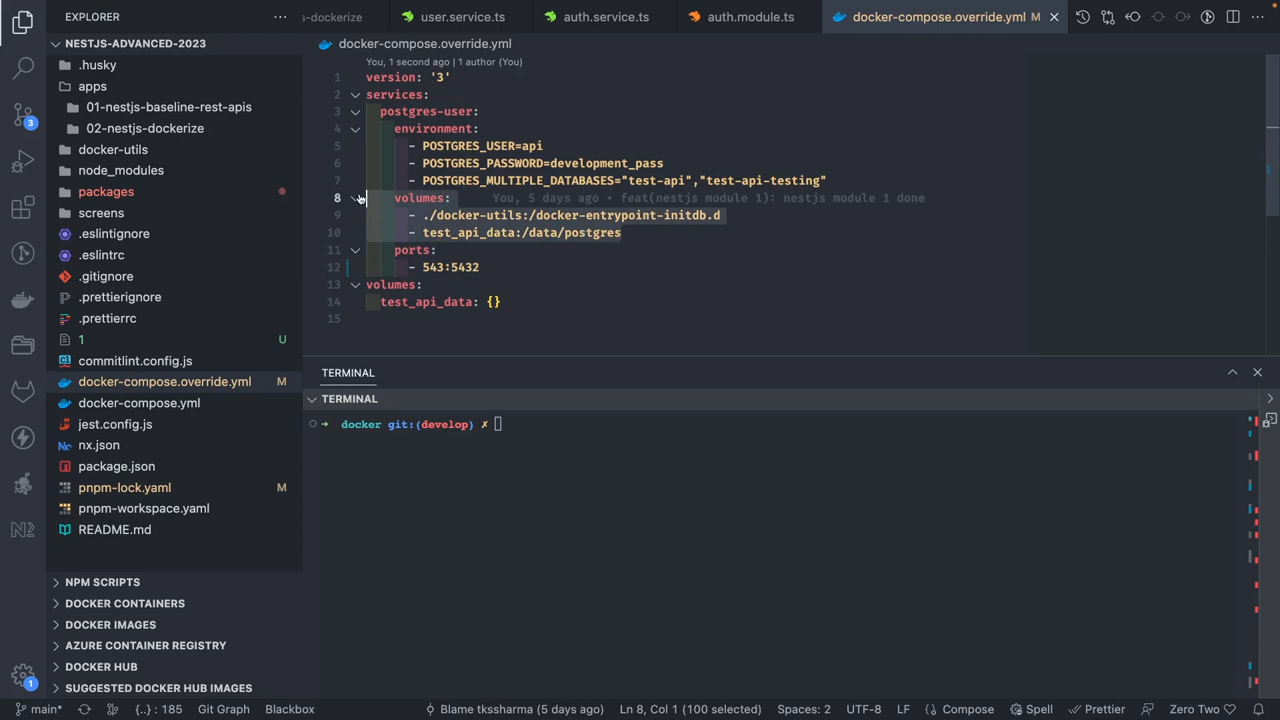 EXPLORER
s-dockerize
user.service.ts
auth.service.ts
auth.module.ts
docker-compose.override.yml M
NESTJS-ADVANCED-2023
.husky
apps
01-nestjs-baseline-rest-apis
02-nestjs-dockerize
docker-utils
node_modules
packages
screens
.eslintignore
.eslintrc
.gitignore
.prettierignore
.prettierrc
1 U
commitlint.config.js
docker-compose.override.yml M
docker-compose.yml
jest.config.js
nx.json
package.json
pnpm-lock.yaml M
pnpm-workspace.yaml
README.md
NPM SCRIPTS
DOCKER CONTAINERS
DOCKER IMAGES
AZURE CONTAINER REGISTRY
DOCKER HUB
SUGGESTED DOCKER HUB IMAGES
3
1
docker-compose.override.yml
You, 1 second ago | 1 author (You)
1 version: '3'
2 services:
3 postgres-user:
4 environment:
5 - POSTGRES_USER=api
6 - POSTGRES_PASSWORD=development_pass
7 - POSTGRES_MULTIPLE_DATABASES="test-api","test-api-testing"
8 volumes: You, 5 days ago • feat(nestjs module 1): nestjs module 1 done
9 - ./docker-utils:/docker-entrypoint-initdb.d
10 - test_api_data:/data/postgres
11 ports:
12 - 543:5432
13 volumes:
14 test_api_data: {}
15
TERMINAL
TERMINAL
docker git:(develop) ✗
main* {..} : 185 Git Graph Blackbox Blame tkssharma (5 days ago) Ln 8, Col 1 (100 selected) Spaces: 2 UTF-8 LF Compose Spell Prettier Zero Two